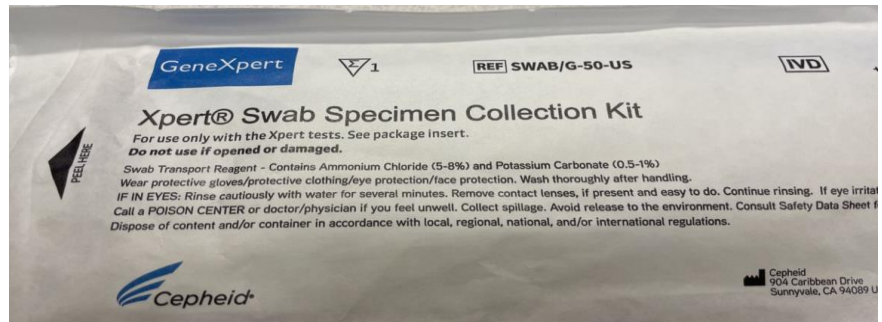 GeneXpert
Σ 1
REF SWAB/G-50-US
IVD
Xpert® Swab Specimen Collection Kit
For use only with the Xpert tests. See package insert.
Do not use if opened or damaged.
PEEL HERE
Swab Transport Reagent - Contains Ammonium Chloride (5-8%) and Potassium Carbonate (0.5-1%)
Wear protective gloves/protective clothing/eye protection/face protection. Wash thoroughly after handling.
IF IN EYES: Rinse cautiously with water for several minutes. Remove contact lenses, if present and easy to do. Continue rinsing. If eye
Call a POISON CENTER or doctor/physician if you feel unwell. Collect spillage. Avoid release to the environment. Consult Safety Data Sheet
Dispose of content and/or container in accordance with local, regional, national, and/or international regulations.
Cepheid
Cepheid
904 Caribbean Drive
Sunnyvale, CA 94089